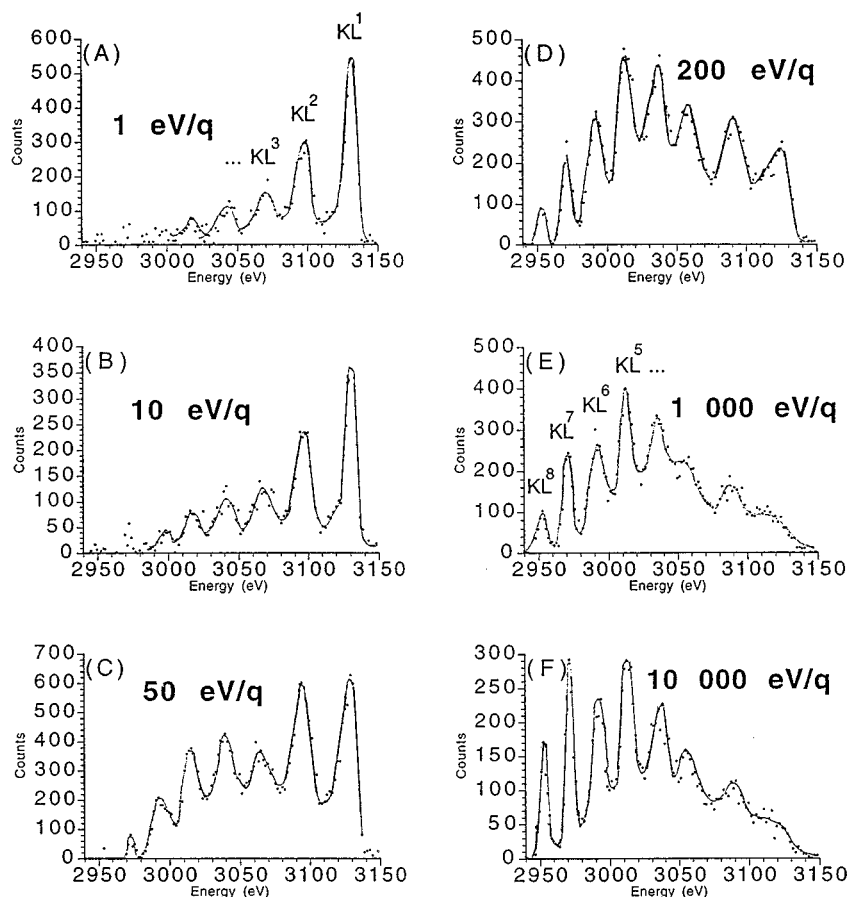 (A)
1 eV/q
KL1
KL2
KL3
...
600
500
400
300
200
100
0
Counts
2950 3000 3050 3100 3150
Energy (eV)
(D)
200 eV/q
500
400
300
200
100
0
Counts
2950 3000 3050 3100 3150
Energy (eV)
(B)
10 eV/q
400
350
300
250
200
150
100
50
0
Counts
2950 3000 3050 3100 3150
Energy (eV)
(E)
1 000 eV/q
KL5 ...
KL6
KL7
KL8
500
400
300
200
100
0
Counts
2950 3000 3050 3100 3150
Energy (eV)
(C)
50 eV/q
700
600
500
400
300
200
100
0
Counts
2950 3000 3050 3100 3150
Energy (eV)
(F)
10 000 eV/q
300
250
200
150
100
50
0
Counts
2950 3000 3050 3100 3150
Energy (eV)